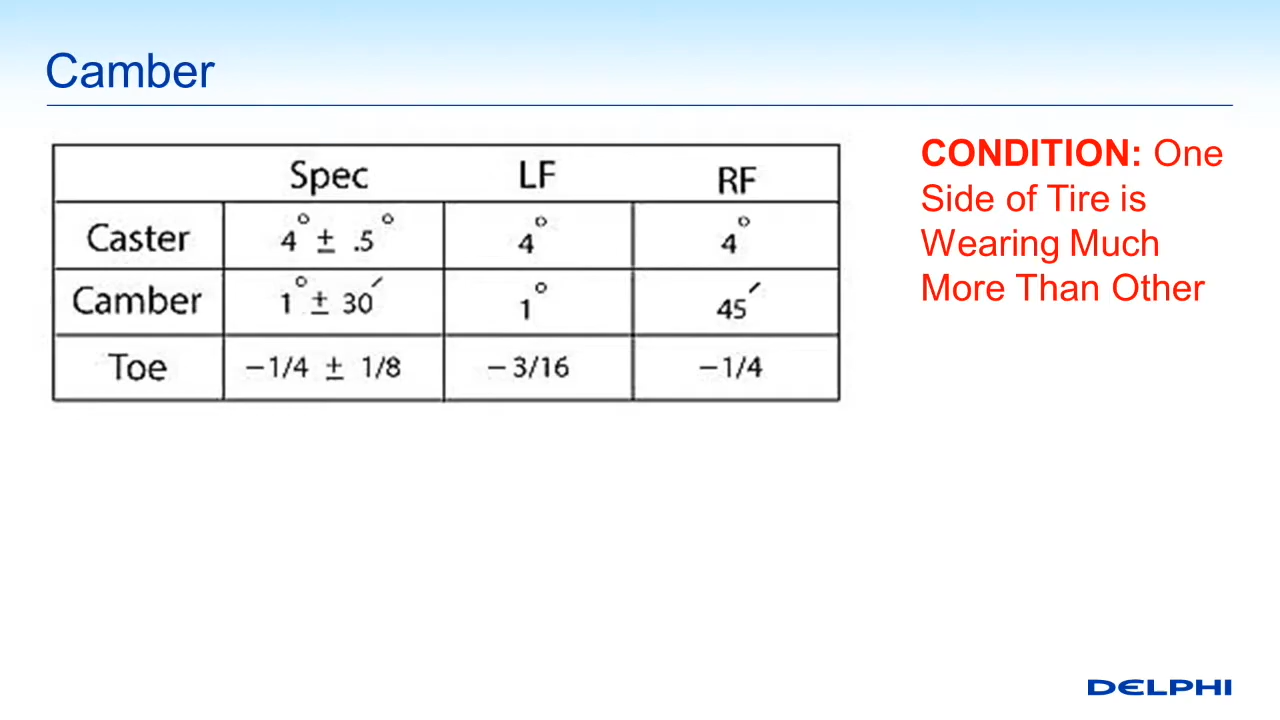 Camber
Spec LF RF
Caster 4° ± .5° 4° 4°
Camber 1° ± 30′ 1° 45′
Toe −1/4 ± 1/8 −3/16 −1/4
CONDITION: One
Side of Tire is
Wearing Much
More Than Other
DELPHI